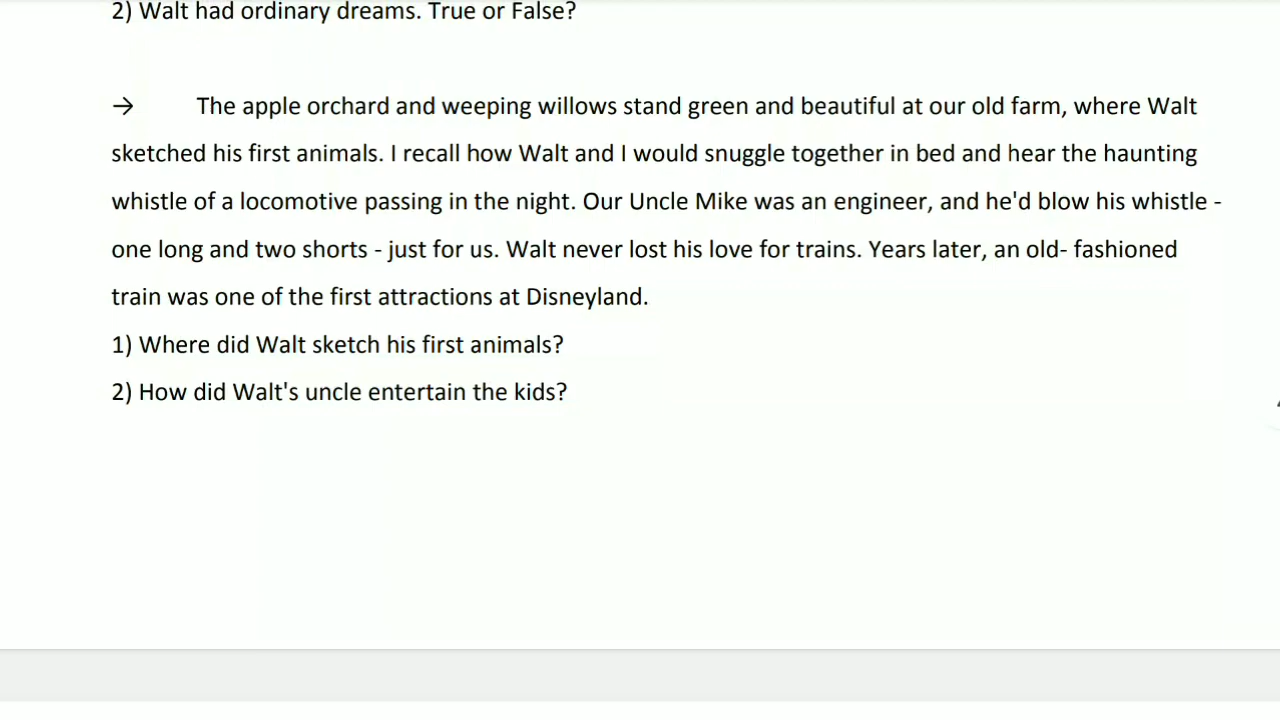 2) Walt had ordinary dreams. True or False?
→ The apple orchard and weeping willows stand green and beautiful at our old farm, where Walt
sketched his first animals. I recall how Walt and I would snuggle together in bed and hear the haunting
whistle of a locomotive passing in the night. Our Uncle Mike was an engineer, and he'd blow his whistle -
one long and two shorts - just for us. Walt never lost his love for trains. Years later, an old- fashioned
train was one of the first attractions at Disneyland.
1) Where did Walt sketch his first animals?
2) How did Walt's uncle entertain the kids?